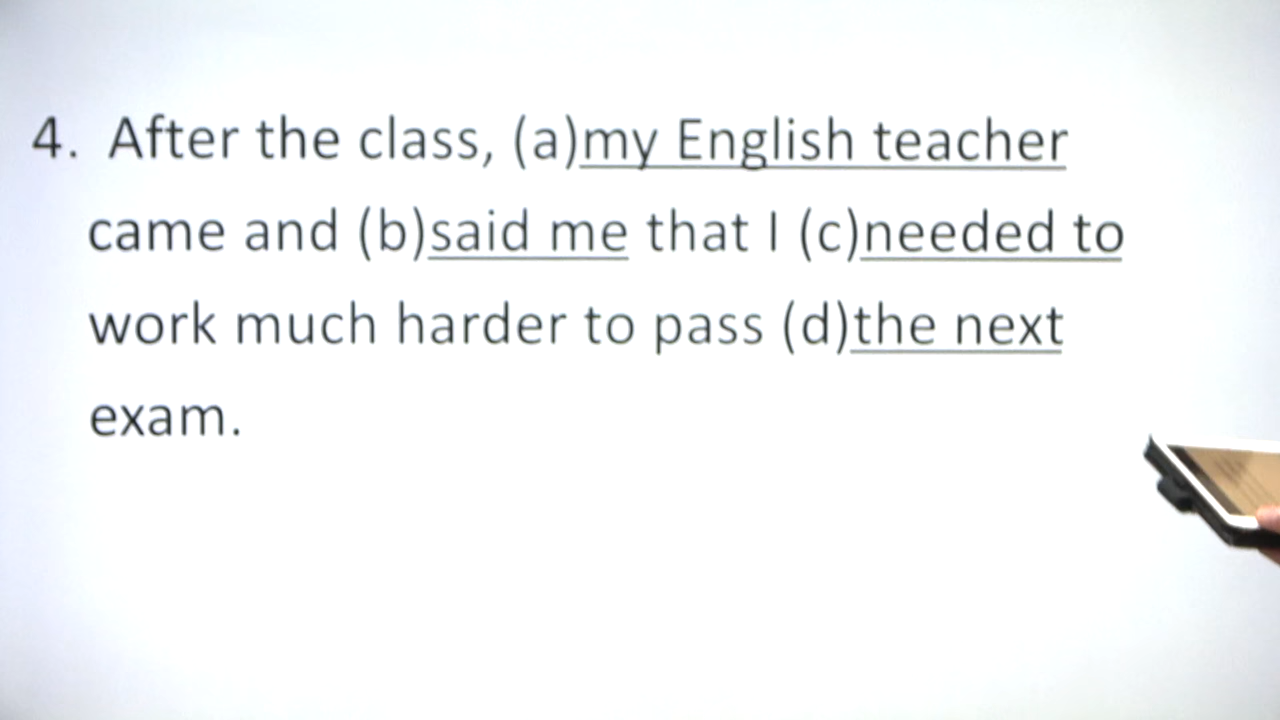 4. After the class, (a)my English teacher
came and (b)said me that I (c)needed to
work much harder to pass (d)the next
exam.